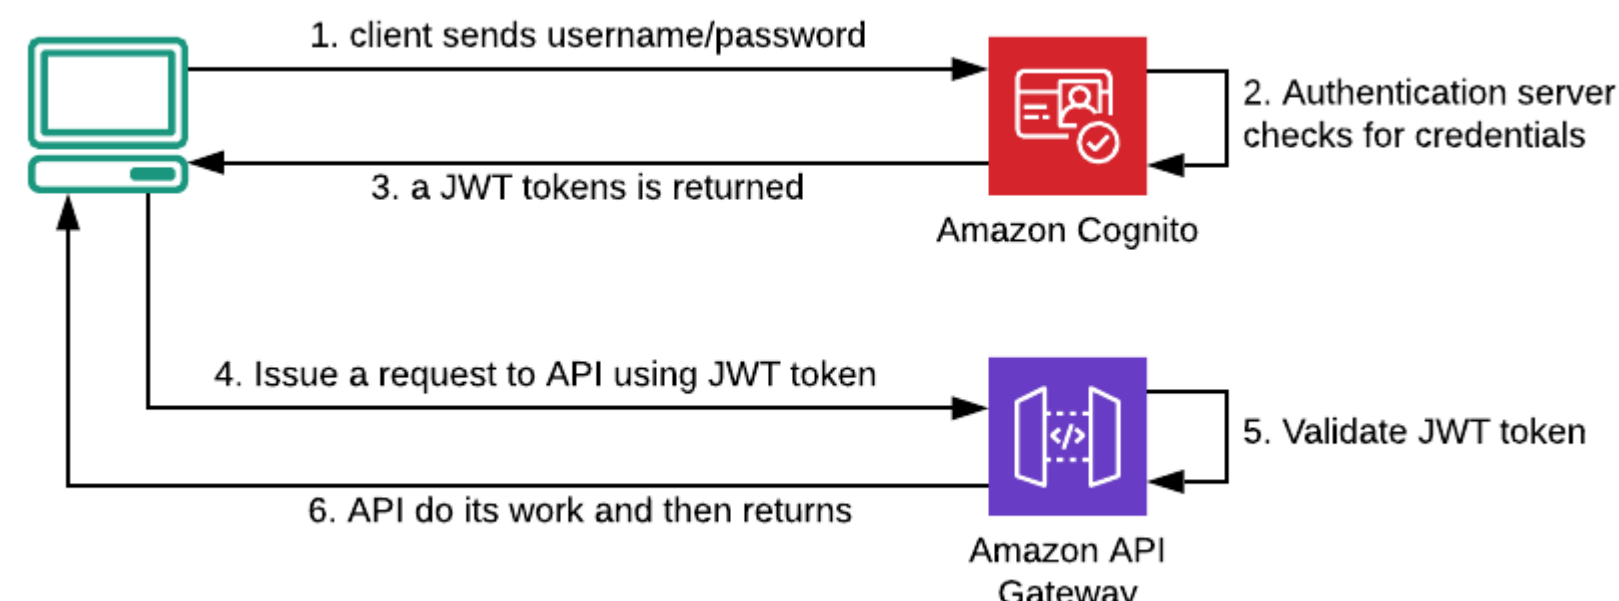 1. client sends username/password
2. Authentication server
checks for credentials
3. a JWT tokens is returned
Amazon Cognito
4. Issue a request to API using JWT token
</>
5. Validate JWT token
6. API do its work and then returns
Amazon API
Gateway